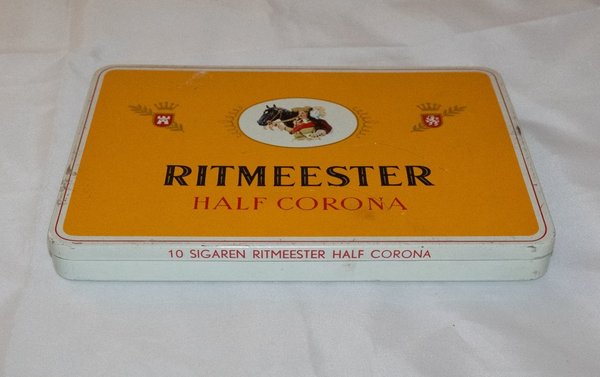 RITMEESTER
HALF CORONA
10 SIGAREN RITMEESTER HALF CORONA